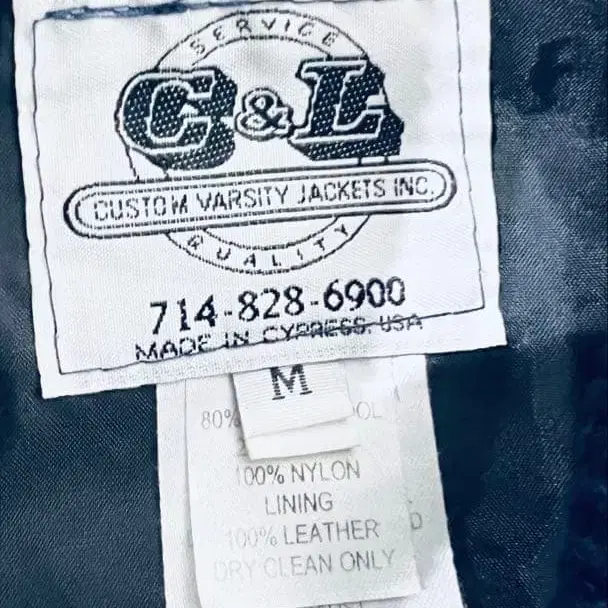 SERVICE
C&L
CUSTOM VARSITY JACKETS INC.
QUALITY
714-828-6900
MADE IN CYPRESS, USA
M
80%
100% NYLON
LINING
100% LEATHER
DRY CLEAN ONLY